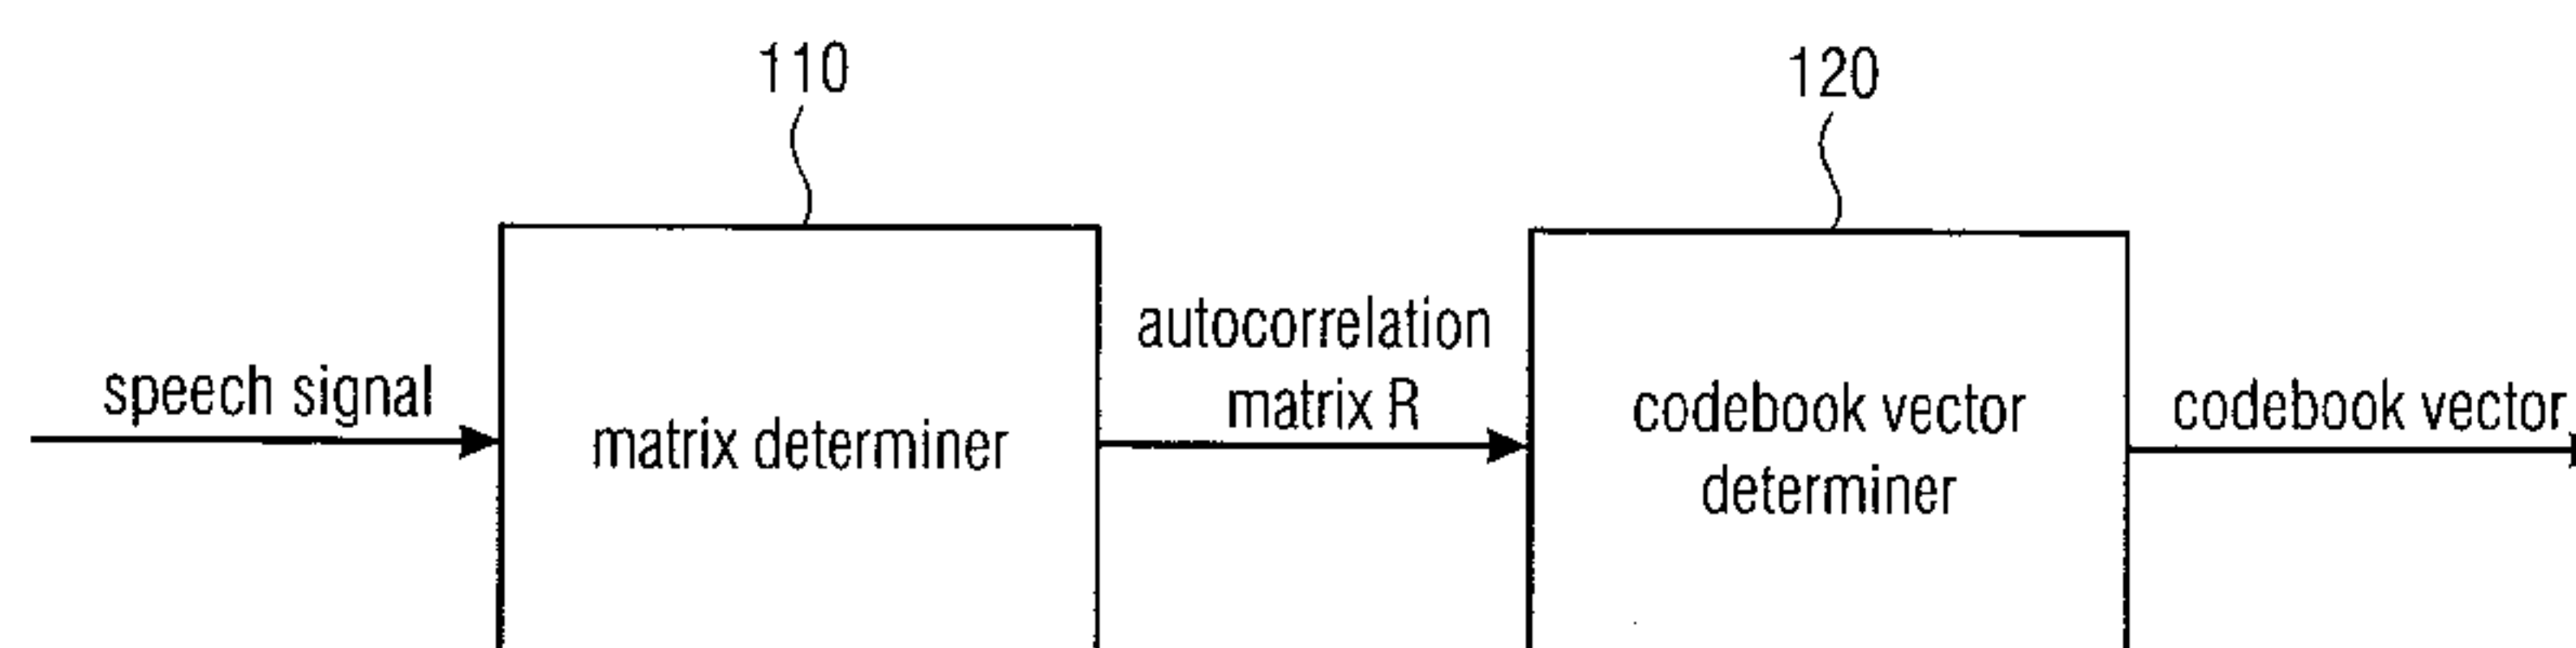 110
120
speech signal
matrix determiner
autocorrelation
matrix R
codebook vector
determiner
codebook vector